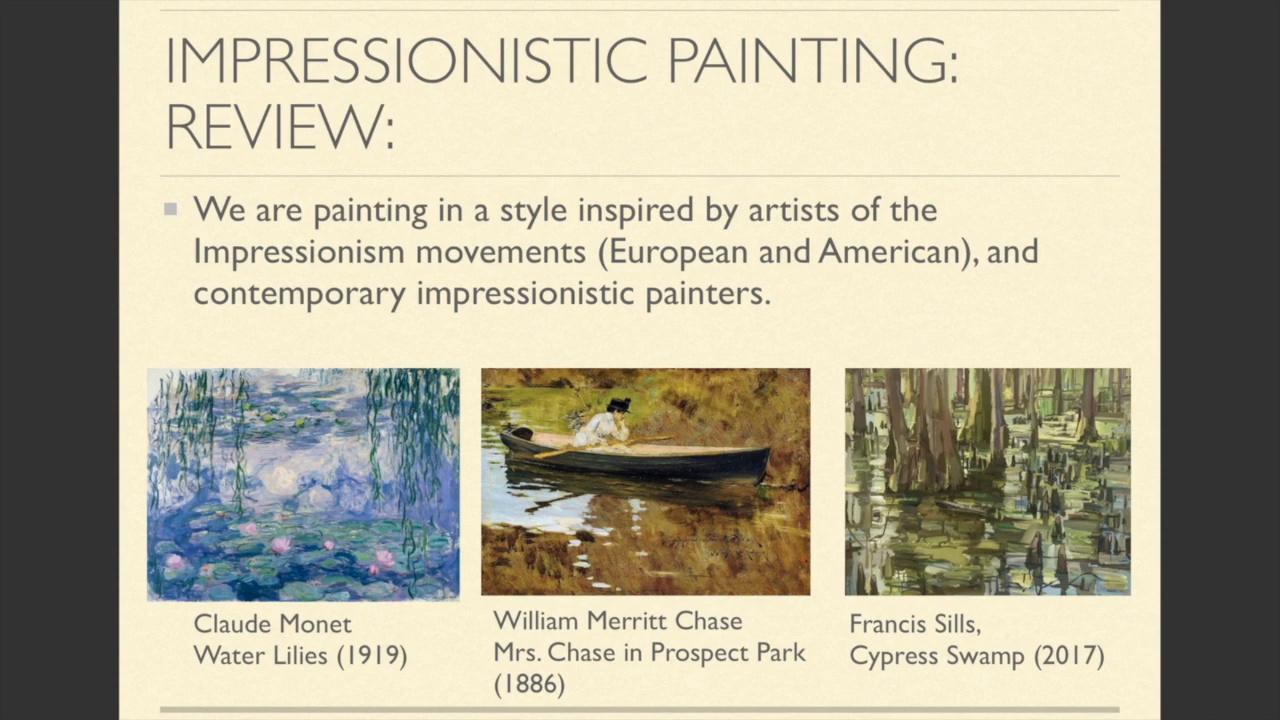 IMPRESSIONISTIC PAINTING:
REVIEW:
We are painting in a style inspired by artists of the
Impressionism movements (European and American), and
contemporary impressionistic painters.
Claude Monet
Water Lilies (1919)
William Merritt Chase
Mrs. Chase in Prospect Park
(1886)
Francis Sills,
Cypress Swamp (2017)